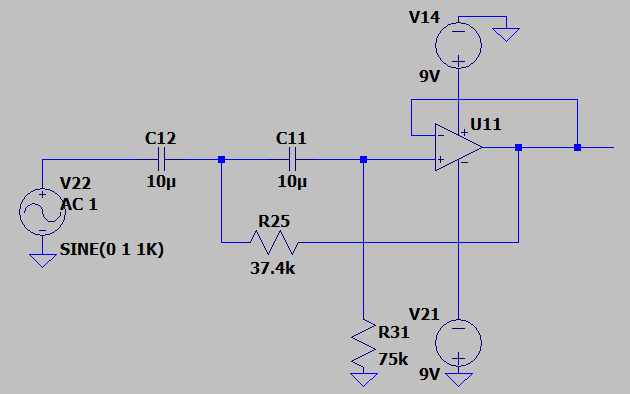 V14
9V
U11
C12
10µ
C11
10µ
V22
AC 1
SINE(0 1 1K)
R25
37.4k
V21
9V
R31
75k